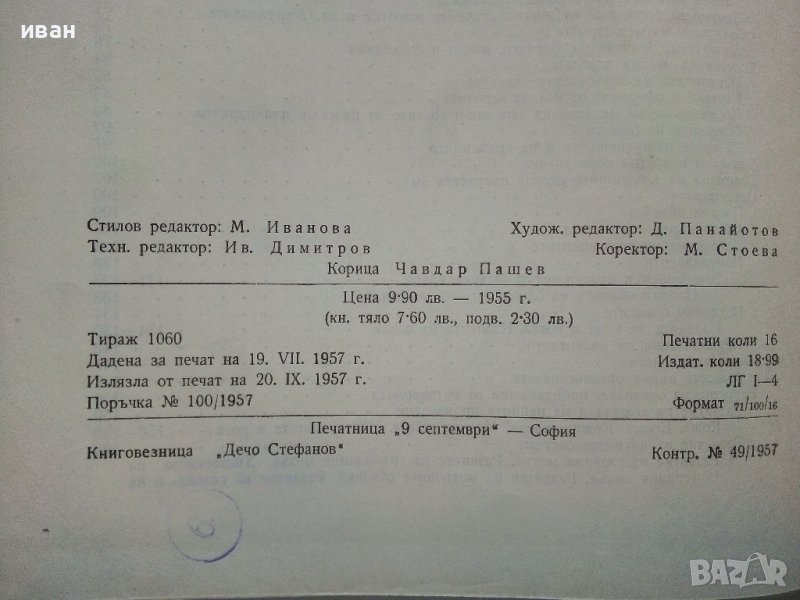 иван
Стилов редактор: М. Иванова Худож. редактор: Д. Панайотов
Техн. редактор: Ив. Димитров Коректор: М. Стоева
Корица Чавдар Пашев
Цена 9·90 лв. — 1955 г.
(кн. тяло 7·60 лв., подв. 2·30 лв.)
Тираж 1060 Печатни коли 16
Дадена за печат на 19. VII. 1957 г. Издат. коли 18·99
Излязла от печат на 20. IX. 1957 г. ЛГ I—4
Поръчка № 100/1957 Формат 71/100/16
Печатница „9 септември“ — София
Книговезница „Дечо Стефанов“ Контр. № 49/1957
BAZAR